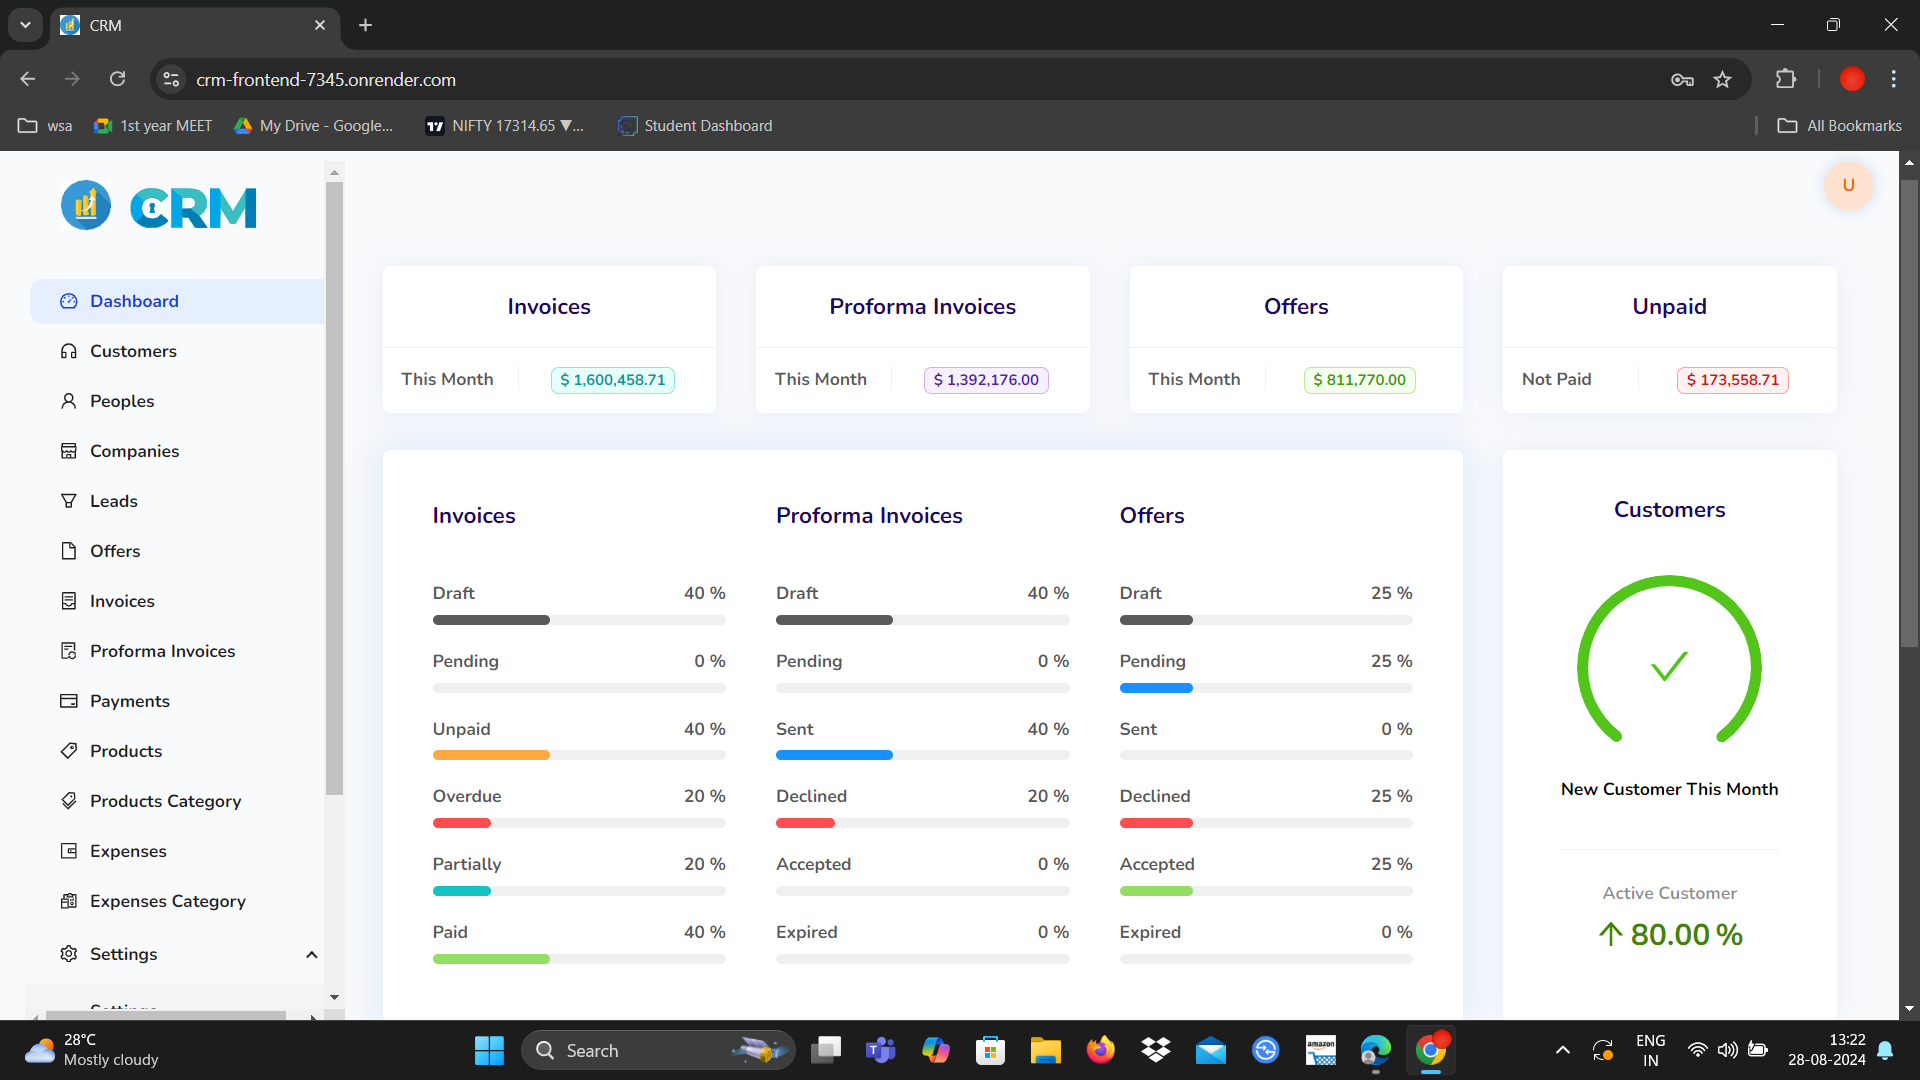 CRM
crm-frontend-7345.onrender.com
wsa
1st year MEET
My Drive - Google...
NIFTY 17314.65 ▼...
Student Dashboard
All Bookmarks
CRM
U
Dashboard
Customers
Peoples
Companies
Leads
Offers
Invoices
Proforma Invoices
Payments
Products
Products Category
Expenses
Expenses Category
Settings
Settings
Invoices
This Month
$ 1,600,458.71
Proforma Invoices
This Month
$ 1,392,176.00
Offers
This Month
$ 811,770.00
Unpaid
Not Paid
$ 173,558.71
Invoices
Draft 40 %
Pending 0 %
Unpaid 40 %
Overdue 20 %
Partially 20 %
Paid 40 %
Proforma Invoices
Draft 40 %
Pending 0 %
Sent 40 %
Declined 20 %
Accepted 0 %
Expired 0 %
Offers
Draft 25 %
Pending 25 %
Sent 0 %
Declined 25 %
Accepted 25 %
Expired 0 %
Customers
New Customer This Month
Active Customer
80.00 %
28°C
Mostly cloudy
Search
amazon
ENG
IN
13:22
28-08-2024